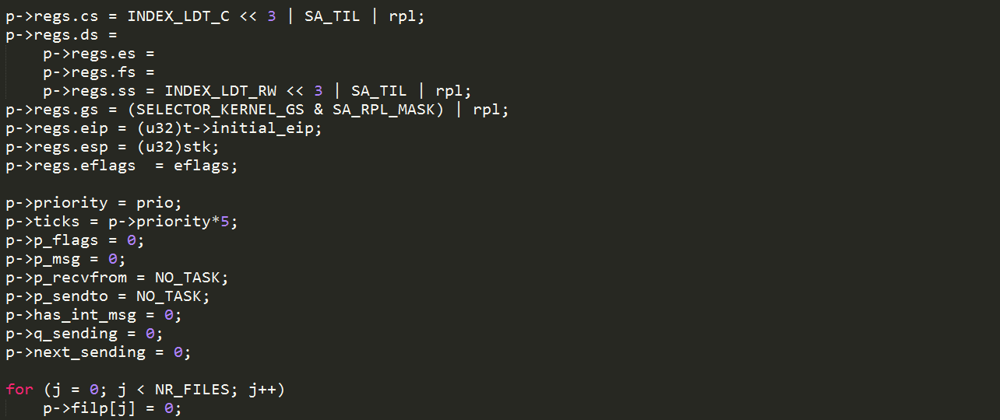 p->regs.cs = INDEX_LDT_C << 3 | SA_TIL | rpl;
p->regs.ds =
    p->regs.es =
    p->regs.fs =
    p->regs.ss = INDEX_LDT_RW << 3 | SA_TIL | rpl;
p->regs.gs = (SELECTOR_KERNEL_GS & SA_RPL_MASK) | rpl;
p->regs.eip = (u32)t->initial_eip;
p->regs.esp = (u32)stk;
p->regs.eflags  = eflags;

p->priority = prio;
p->ticks = p->priority*5;
p->p_flags = 0;
p->p_msg = 0;
p->p_recvfrom = NO_TASK;
p->p_sendto = NO_TASK;
p->has_int_msg = 0;
p->q_sending = 0;
p->next_sending = 0;

for (j = 0; j < NR_FILES; j++)
    p->filp[j] = 0;